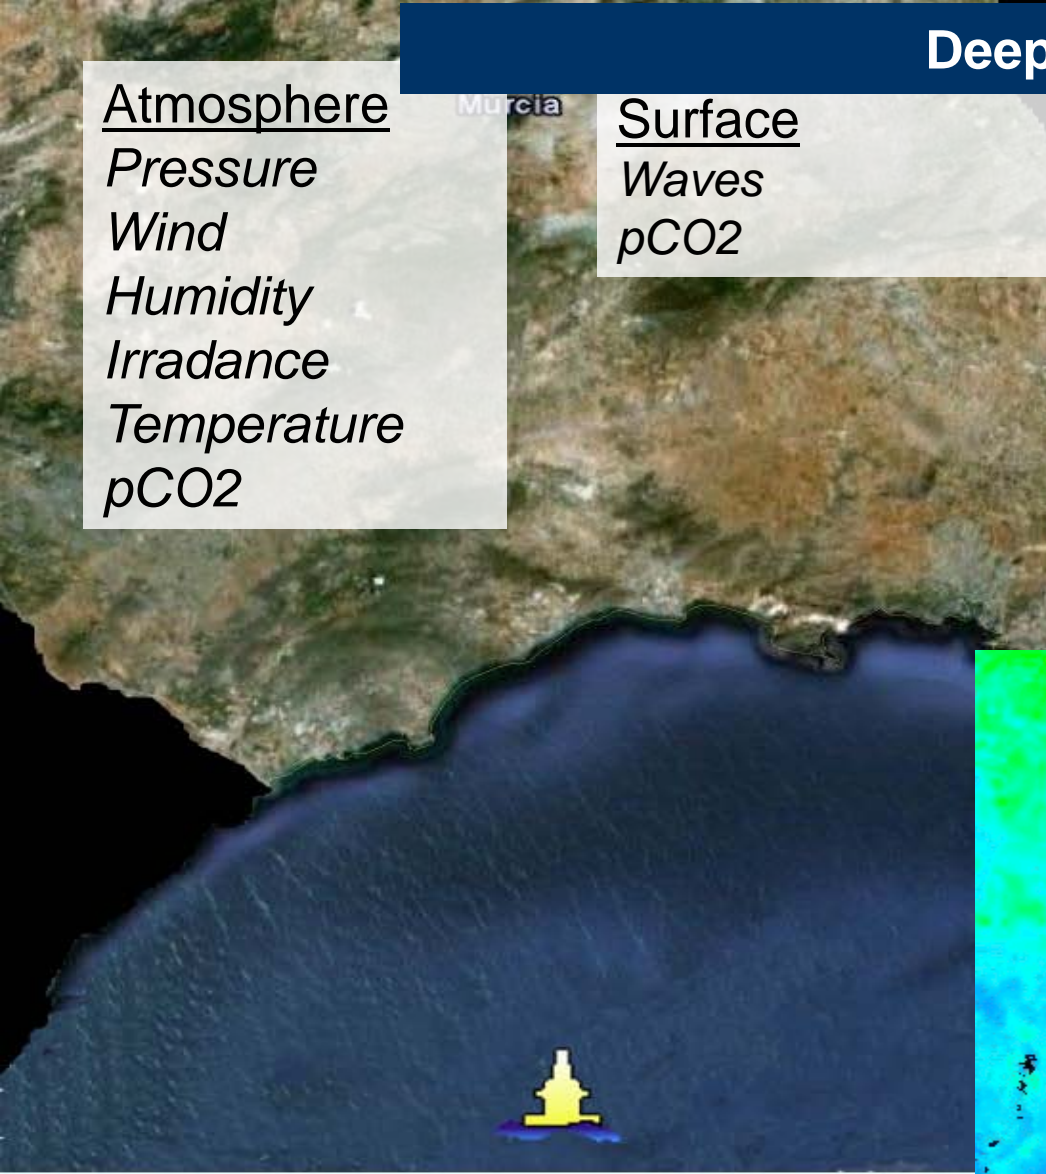 Deep
Atmosphere
Pressure
Wind
Humidity
Irradance
Temperature
pCO2
Murcia
Surface
Waves
pCO2